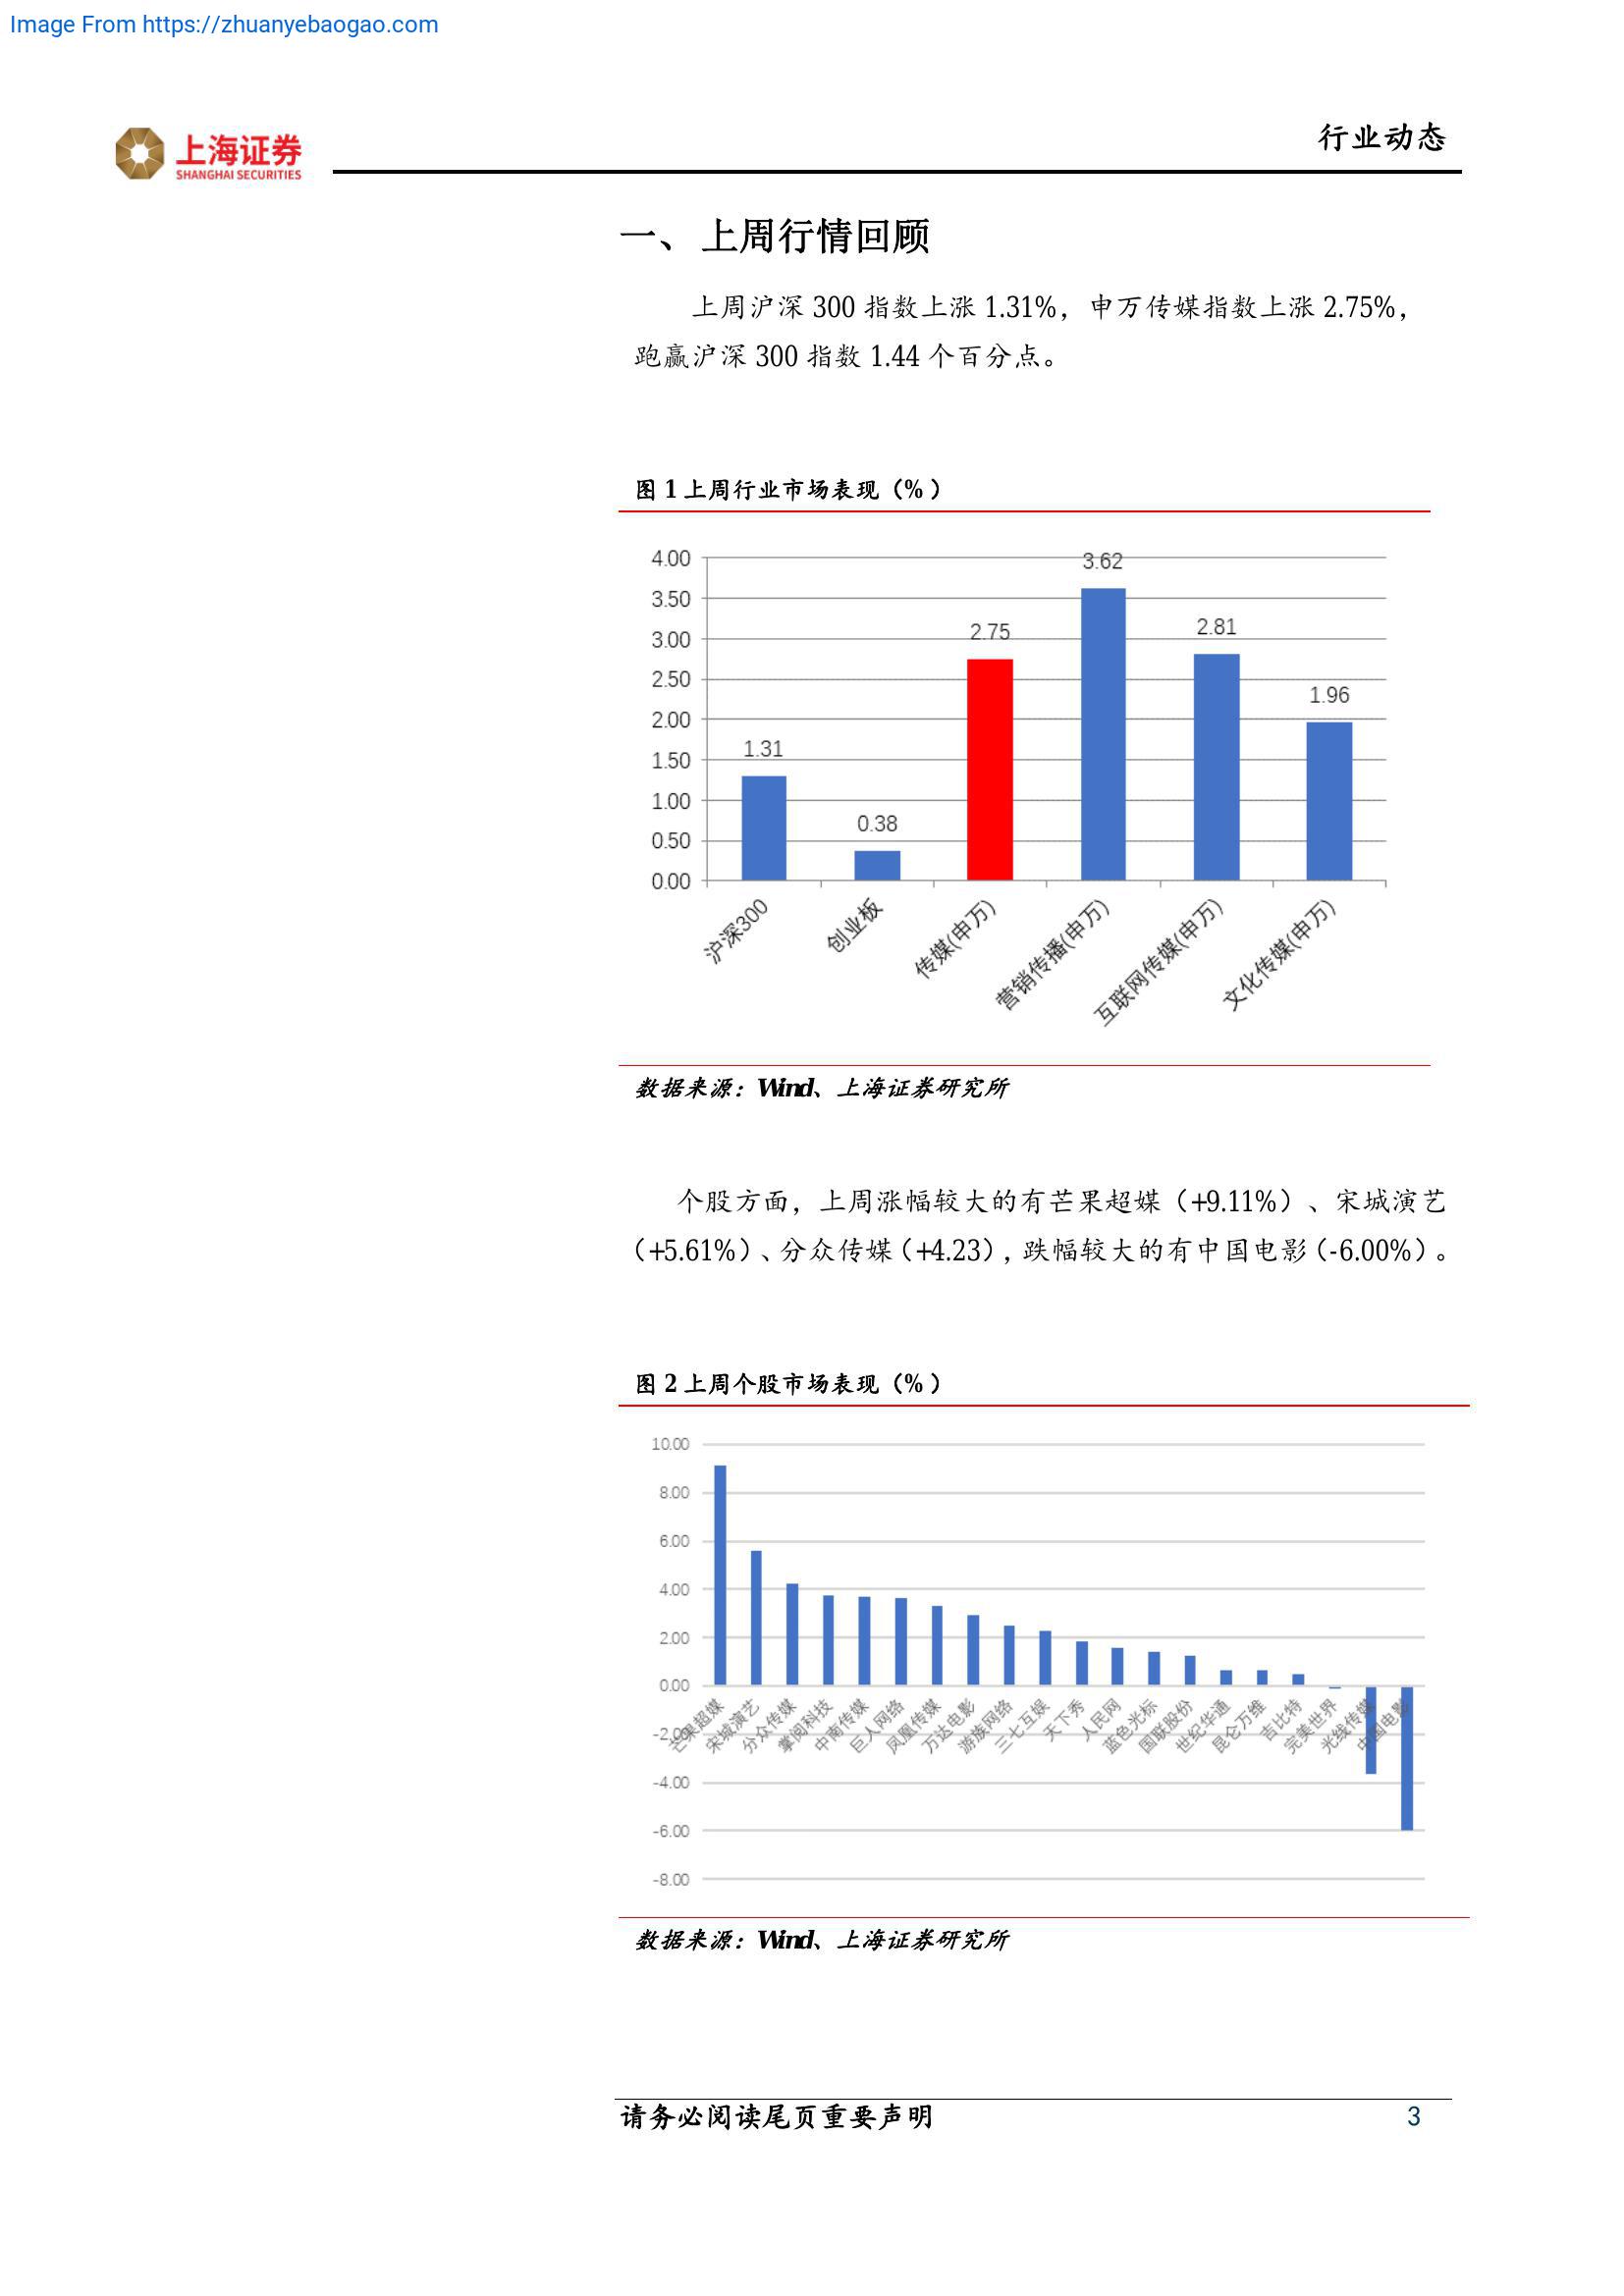 Image From https://zhuanyebaogao.com
上海证券
SHANGHAI SECURITIES
行业动态
一、 上周行情回顾
上周沪深 300 指数上涨 1.31%，申万传媒指数上涨 2.75%，
跑赢沪深 300 指数 1.44 个百分点。
图 1 上周行业市场表现（%）
4.00
3.50
3.00
2.50
2.00
1.50
1.00
0.50
0.00
1.31
0.38
2.75
3.62
2.81
1.96
沪深300
创业板
传媒(申万)
营销传播(申万)
互联网传媒(申万)
文化传媒(申万)
数据来源：Wind、上海证券研究所
个股方面，上周涨幅较大的有芒果超媒（+9.11%）、宋城演艺
（+5.61%）、分众传媒（+4.23），跌幅较大的有中国电影（-6.00%）。
图 2 上周个股市场表现（%）
10.00
8.00
6.00
4.00
2.00
0.00
-2.00
-4.00
-6.00
-8.00
芒果超媒
宋城演艺
分众传媒
掌阅科技
中南传媒
巨人网络
凤凰传媒
万达电影
游族网络
三七互娱
天下秀
人民网
蓝色光标
国联股份
世纪华通
昆仑万维
吉比特
完美世界
光线传媒
中国电影
数据来源：Wind、上海证券研究所
请务必阅读尾页重要声明
3